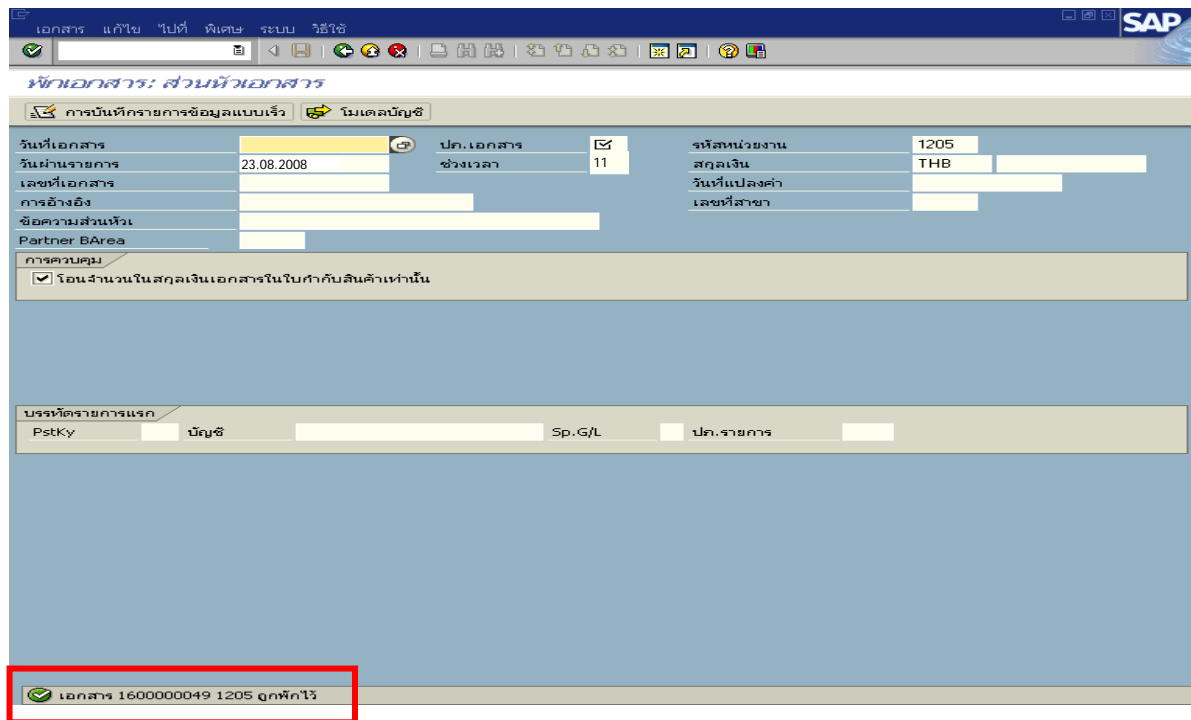 เอกสาร แก้ไข ไปที่ พิเศษ ระบบ วิธีใช้
SAP
พักเอกสาร: ส่วนหัวเอกสาร
การบันทึกรายการข้อมูลแบบเร็ว โมเดลบัญชี
วันที่เอกสาร ปภ.เอกสาร รหัสหน่วยงาน 1205
วันผ่านรายการ 23.08.2008 ช่วงเวลา 11 สกุลเงิน THB
เลขที่เอกสาร วันที่แปลงค่า
การอ้างอิง เลขที่สาขา
ข้อความส่วนหัวเ
Partner BArea
การควบคุม
โอนจำนวนในสกุลเงินเอกสารในใบกำกับสินค้าเท่านั้น
บรรทัดรายการแรก
PstKy บัญชี Sp.G/L ปภ.รายการ
เอกสาร 1600000049 1205 ถูกพักไว้